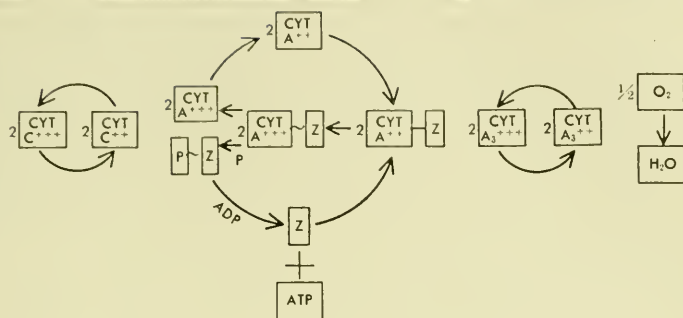 2 CYT
A++
2 CYT
C+++
2 CYT
C++
2 CYT
A+++
2 CYT
A+++ ~ Z
2 CYT
A++ — Z
2 CYT
A3+++
2 CYT
A3++
½ O2
P ~ Z
P
H2O
ADP
Z
+
ATP